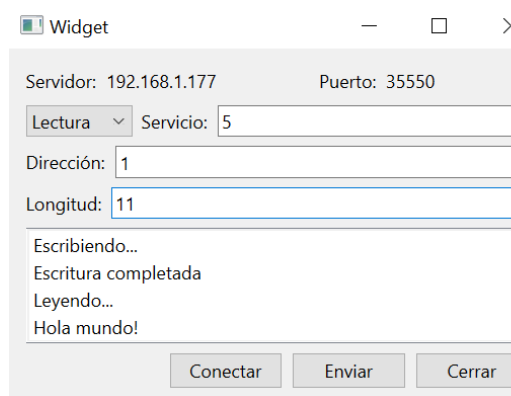 Widget
Servidor: 192.168.1.177 Puerto: 35550
Lectura Servicio: 5
Dirección: 1
Longitud: 11
Escribiendo...
Escritura completada
Leyendo...
Hola mundo!
Conectar Enviar Cerrar